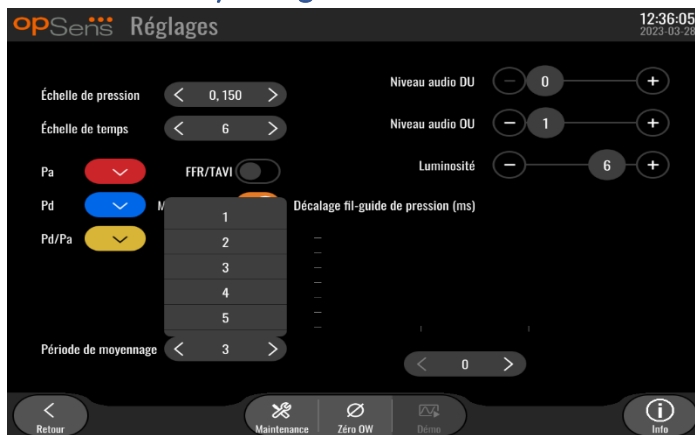 opSens Réglages
12:36:05
2023-03-28
Échelle de pression 0, 150
Niveau audio DU 0
Échelle de temps 6
Niveau audio OU 1
Pa FFR/TAVI
Luminosité 6
Pd M Décalage fil-guide de pression (ms)
Pd/Pa
1
2
3
4
5
Période de moyennage 3
0
Retour Maintenance Zéro OW Démo Info